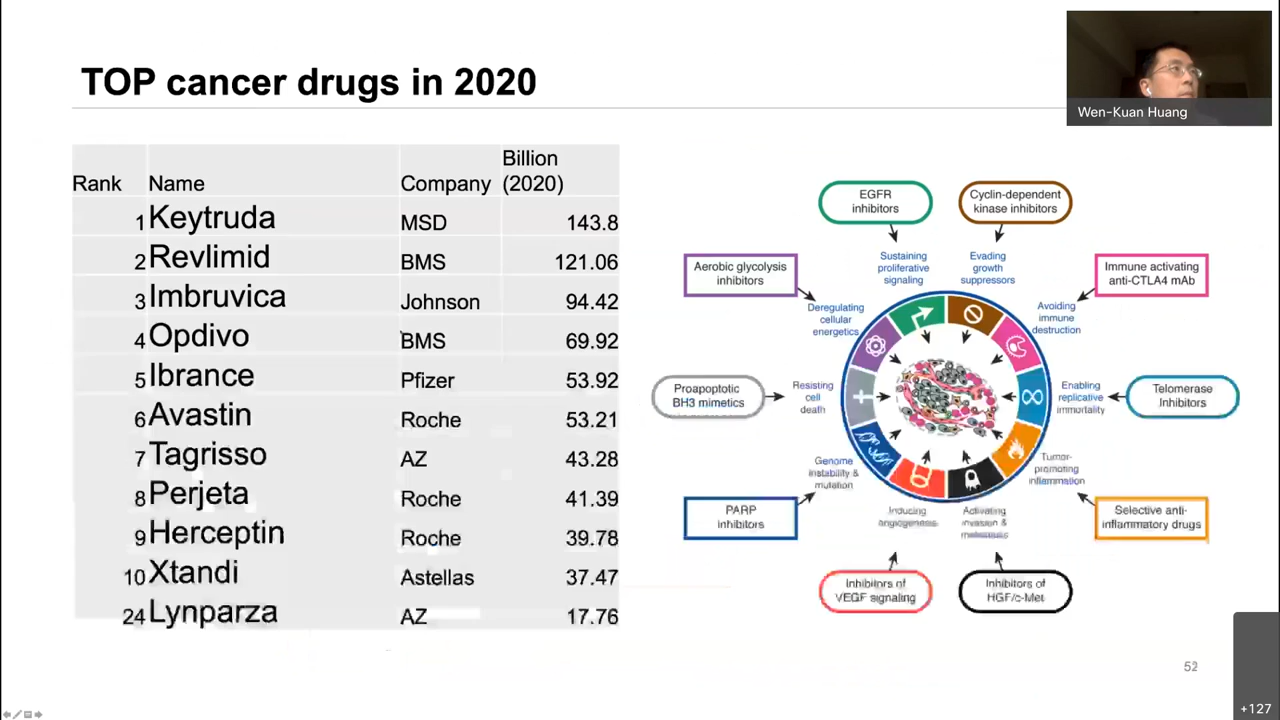 TOP cancer drugs in 2020
Wen-Kuan Huang
Rank Name Company Billion (2020)
1 Keytruda MSD 143.8
2 Revlimid BMS 121.06
3 Imbruvica Johnson 94.42
4 Opdivo BMS 69.92
5 Ibrance Pfizer 53.92
6 Avastin Roche 53.21
7 Tagrisso AZ 43.28
8 Perjeta Roche 41.39
9 Herceptin Roche 39.78
10 Xtandi Astellas 37.47
24 Lynparza AZ 17.76
EGFR
inhibitors
Cyclin-dependent
kinase inhibitors
Sustaining
proliferative
signaling
Evading
growth
suppressors
Aerobic glycolysis
inhibitors
Immune activating
anti-CTLA4 mAb
Deregulating
cellular
energetics
Avoiding
immune
destruction
Proapoptotic
BH3 mimetics
Resisting
cell
death
Enabling
replicative
immortality
Telomerase
Inhibitors
Genome
instability &
mutation
Tumor-
promoting
inflammation
PARP
inhibitors
Inducing
angiogenesis
Activating
invasion &
metastasis
Selective anti-
inflammatory drugs
Inhibitors of
VEGF signaling
Inhibitors of
HGF/c-Met
52
+127